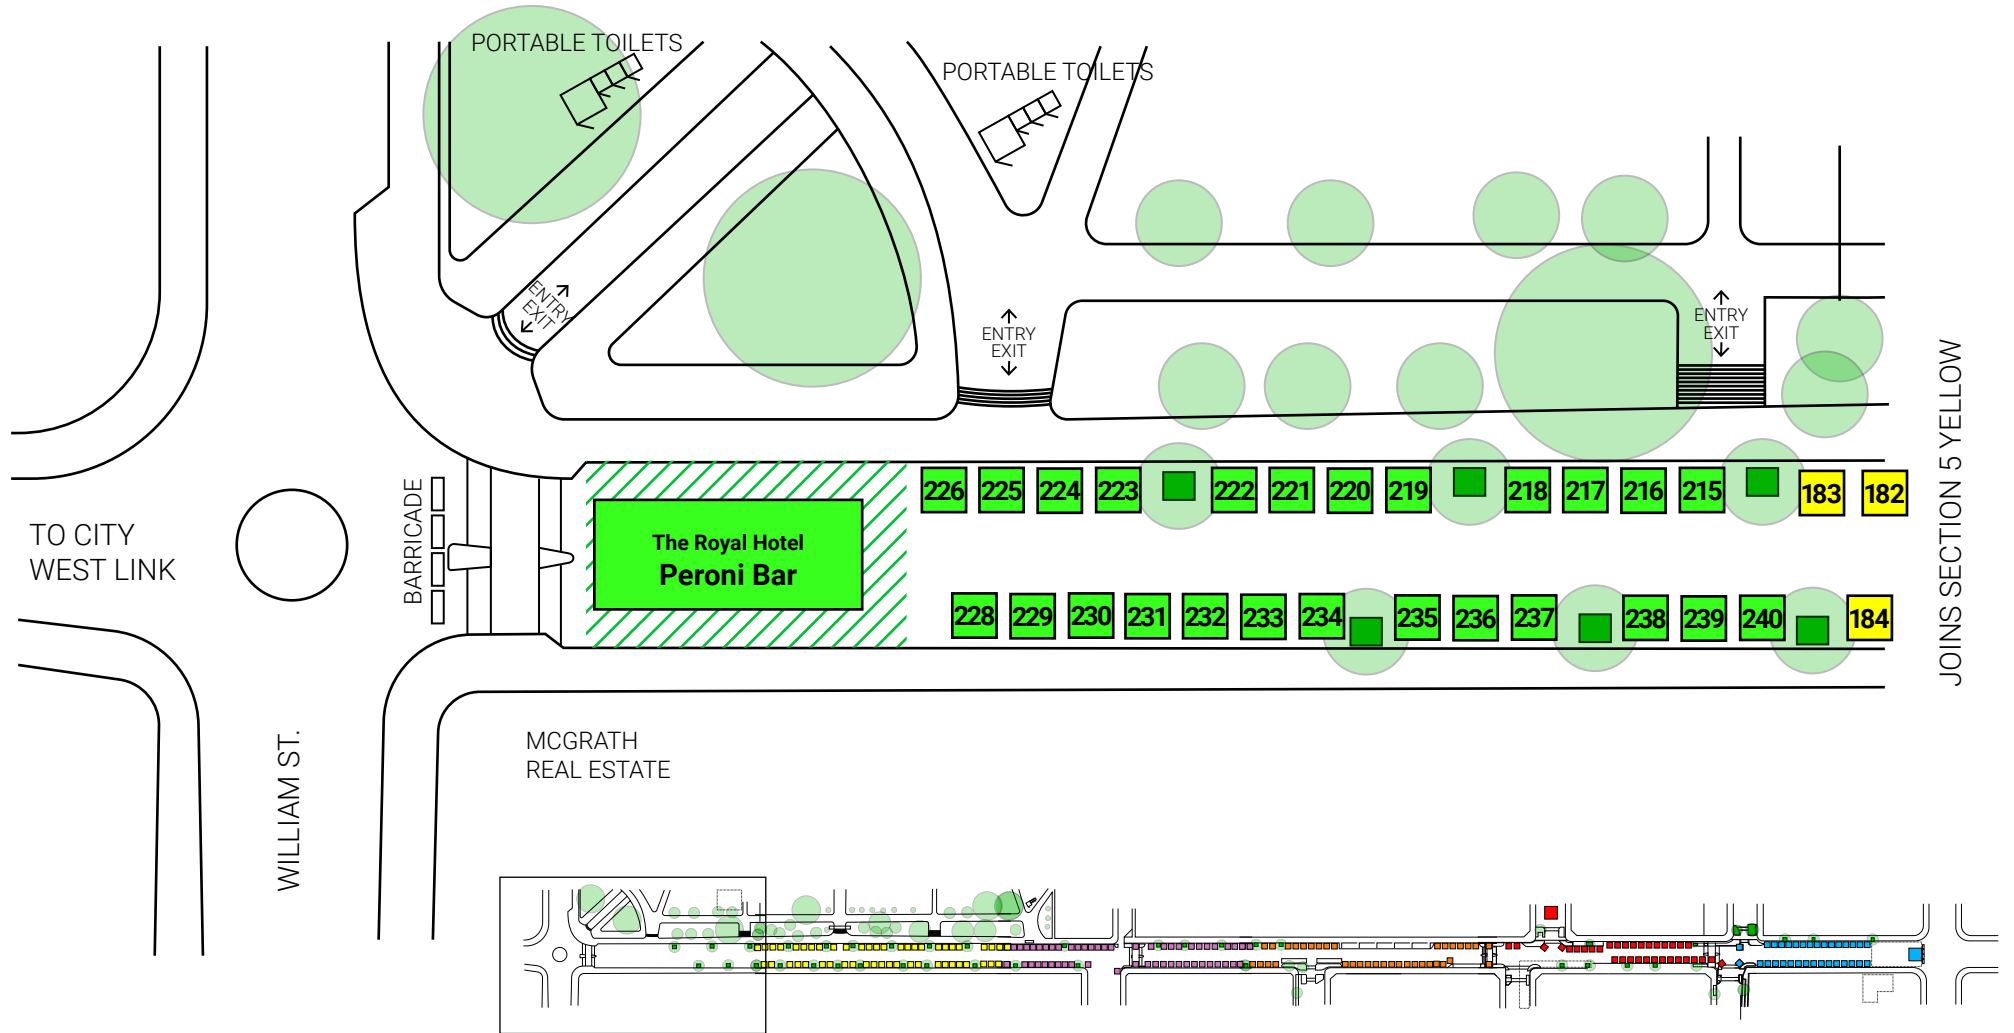 PORTABLE TOILETS
PORTABLE TOILETS
ENTRY
EXIT
ENTRY
EXIT
ENTRY
EXIT
JOINS SECTION 5 YELLOW
BARRICADE
TO CITY
WEST LINK
The Royal Hotel
Peroni Bar
226 225 224 223 222 221 220 219 218 217 216 215 183 182
228 229 230 231 232 233 234 235 236 237 238 239 240 184
WILLIAM ST.
MCGRATH
REAL ESTATE